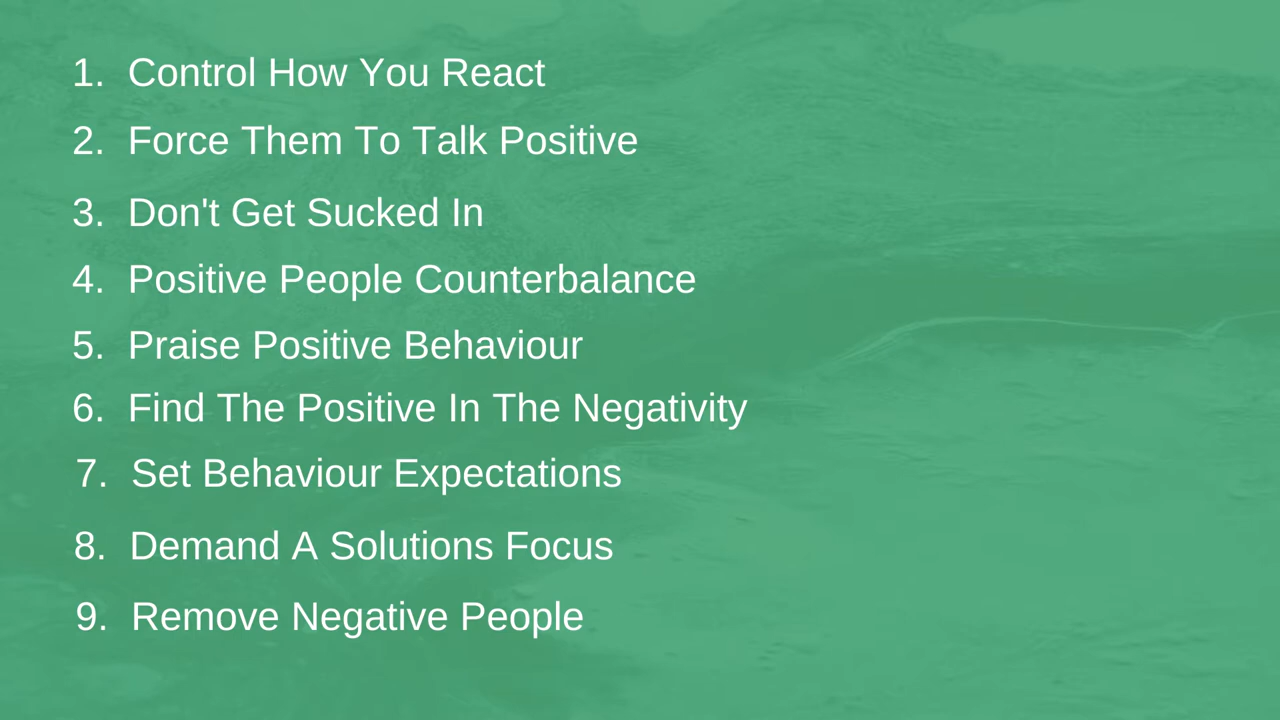 1. Control How You React
2. Force Them To Talk Positive
3. Don't Get Sucked In
4. Positive People Counterbalance
5. Praise Positive Behaviour
6. Find The Positive In The Negativity
7. Set Behaviour Expectations
8. Demand A Solutions Focus
9. Remove Negative People